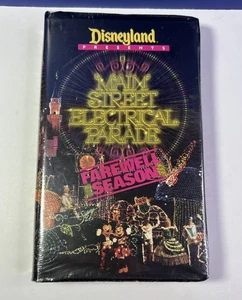 Disneyland
PRESENTS
MAIN
STREET
ELECTRICAL
PARADE
FAREWELL
SEASON